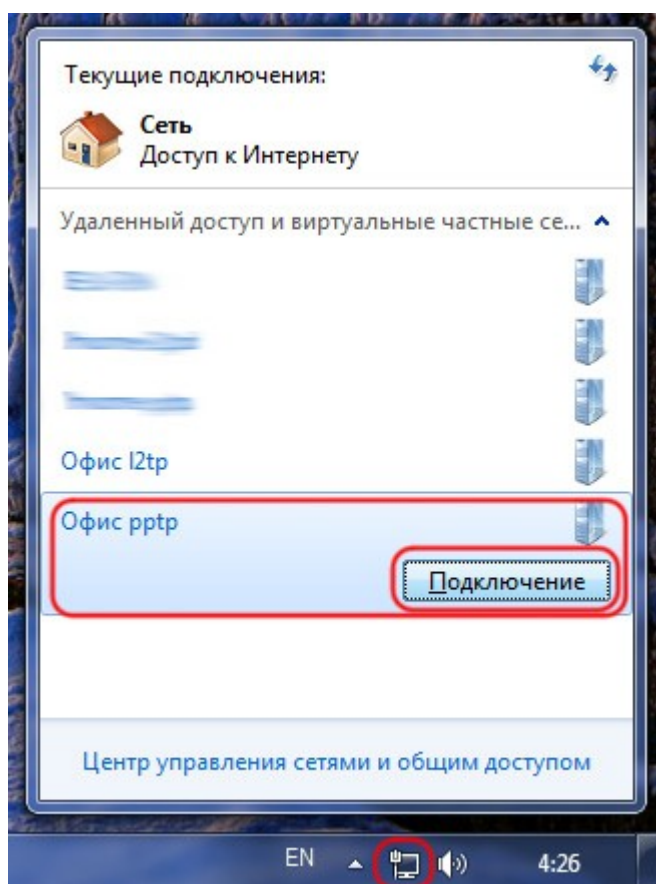 Текущие подключения:
Сеть
Доступ к Интернету
Удаленный доступ и виртуальные частные се...
Офис l2tp
Офис pptp
Подключение
Центр управления сетями и общим доступом
EN
4:26